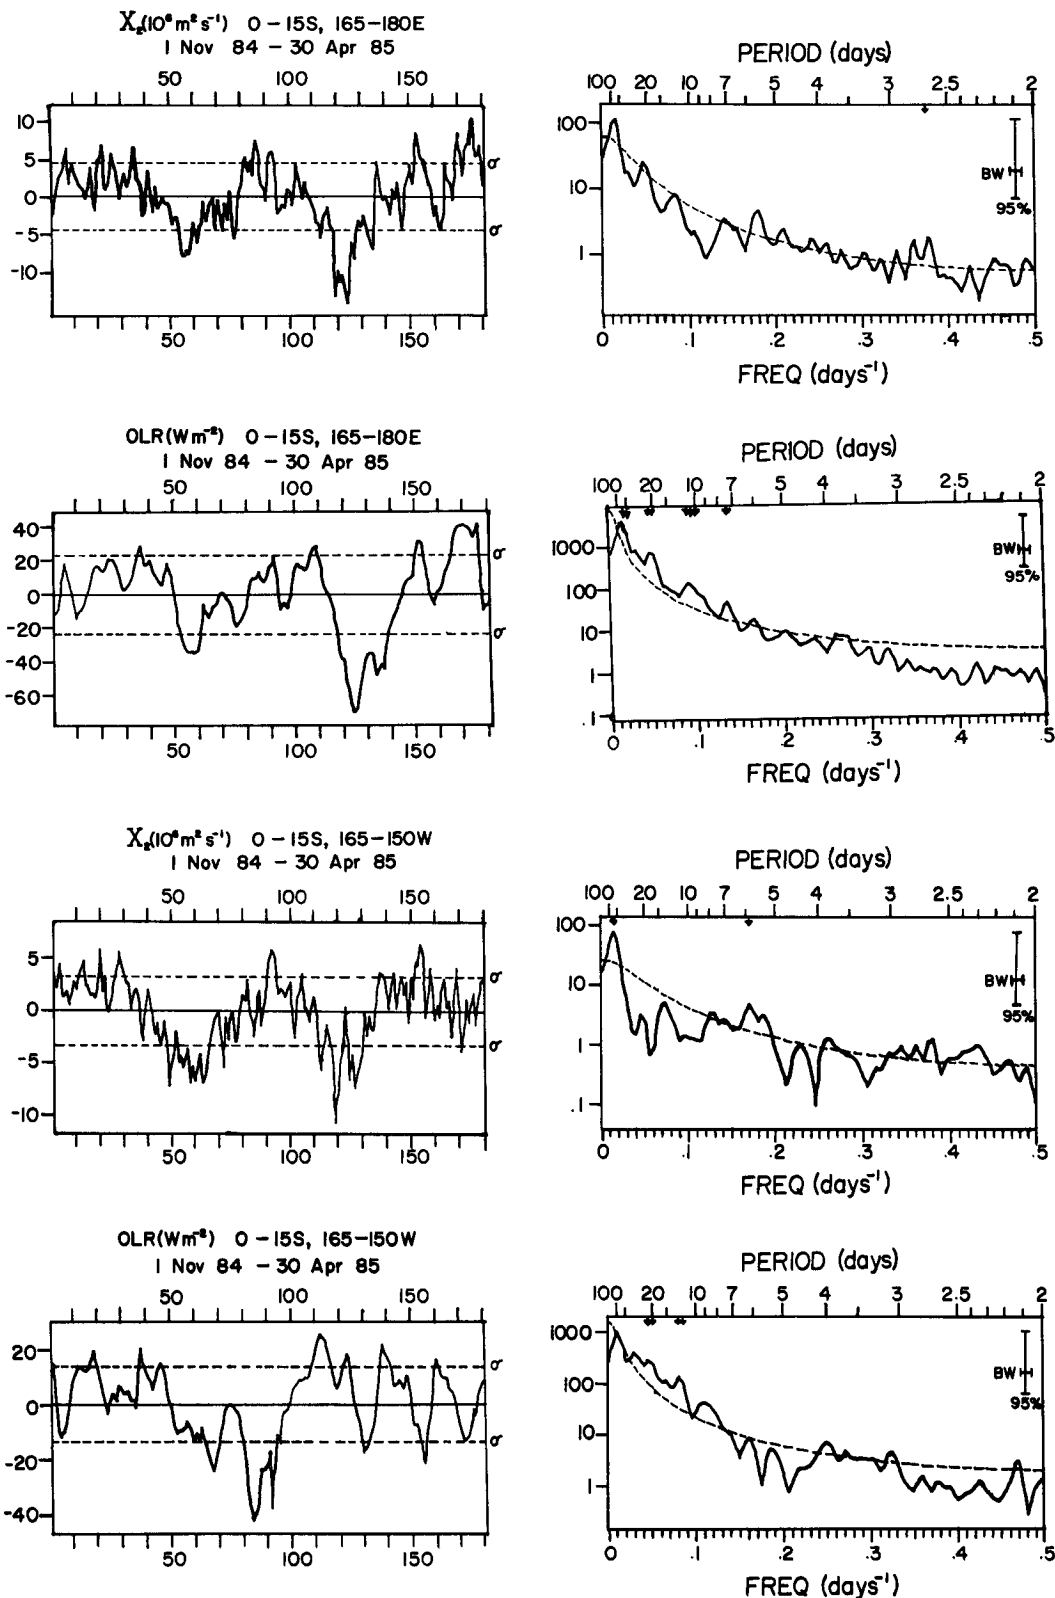 χ₂(10⁶ m² s⁻¹) 0 – 15S, 165–180E
1 Nov 84 – 30 Apr 85
50 100 150
10
5
0
-5
-10
σ
σ
50 100 150
PERIOD (days)
100 20 10 7 5 4 3 2.5 2
100
10
1
BW
95%
0 .1 .2 .3 .4 .5
FREQ (days⁻¹)
OLR(Wm⁻²) 0 – 15S, 165–180E
1 Nov 84 – 30 Apr 85
50 100 150
40
20
0
-20
-40
-60
σ
σ
50 100 150
PERIOD (days)
100 20 10 7 5 4 3 2.5 2
1000
100
10
1
.1
BW
95%
0 .1 .2 .3 .4 .5
FREQ (days⁻¹)
χ₂(10⁶ m² s⁻¹) 0 – 15S, 165–150W
1 Nov 84 – 30 Apr 85
50 100 150
5
0
-5
-10
σ
σ
100 150
PERIOD (days)
100 20 10 7 5 4 3 2.5 2
100
10
1
.1
BW
95%
0 .1 .2 .3 .4 .5
FREQ (days⁻¹)
OLR(Wm⁻²) 0 – 15S, 165–150W
1 Nov 84 – 30 Apr 85
50 100 150
20
0
-20
-40
σ
σ
50 100 150
PERIOD (days)
100 20 10 7 5 4 3 2.5 2
1000
100
10
1
BW
95%
0 .1 .2 .3 .4 .5
FREQ (days⁻¹)